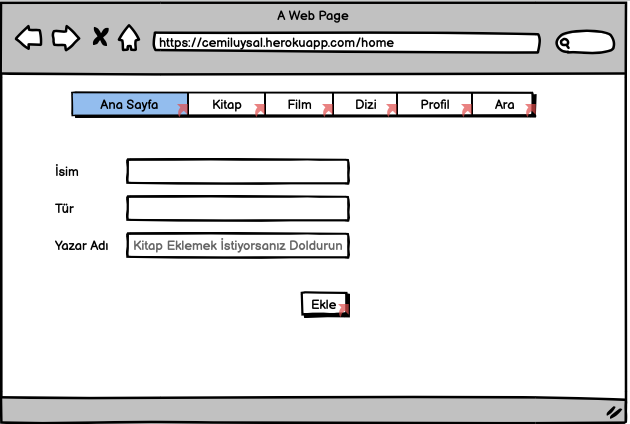 A Web Page
https://cemiluysal.herokuapp.com/home
Ana Sayfa Kitap Film Dizi Profil Ara
İsim
Tür
Yazar Adı Kitap Eklemek İstiyorsanız Doldurun
Ekle